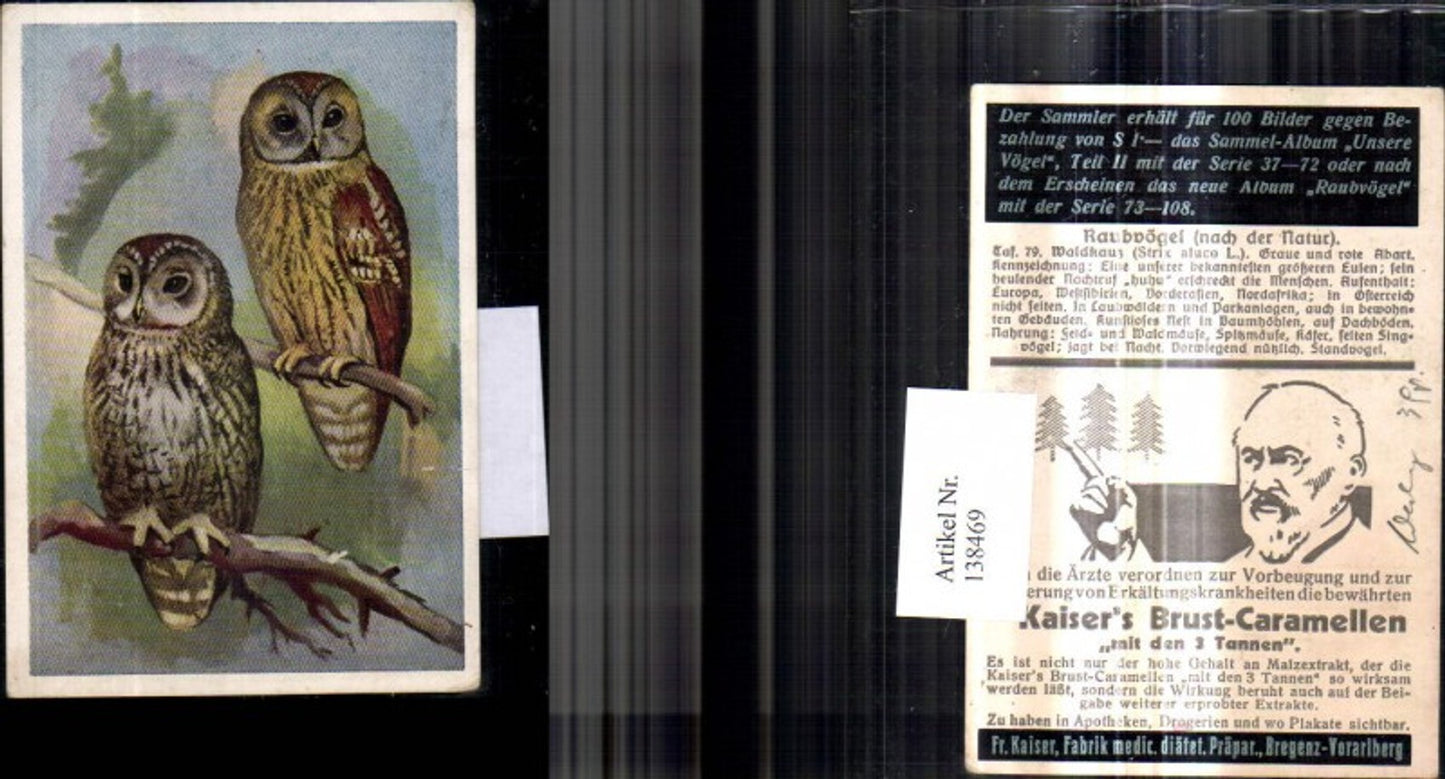 Der Sammler erhält für 100 Bilder gegen Be-
zahlung von S 1·— das Sammel-Album „Unsere
Vögel", Teil II mit der Serie 37—72 oder nach
dem Erscheinen das neue Album „Raubvögel"
mit der Serie 73—108.
Raubvögel (nach der Natur).
Taf. 79. Waldkauz (Strix aluco L.). Graue und rote Abart.
Kennzeichnung: Eine unserer bekanntesten größeren Eulen; sein
heulender Nachtruf „huhu" erschreckt die Menschen. Aufenthalt:
Europa, Westsibirien, Vorderasien, Nordafrika; in Österreich
nicht selten. In Laubwäldern und Parkanlagen, auch in bewohn-
ten Gebäuden. Kunstloses Nest in Baumhöhlen, auf Dachböden.
Nahrung: Feld- und Waldmäuse, Spitzmäuse, Käfer, selten Sing-
vögel; jagt bei Nacht. Vorwiegend nützlich. Standvogel.
Artikel Nr.
138469
die Ärzte verordnen zur Vorbeugung und zur
erung von Erkältungskrankheiten die bewährten
Kaiser's Brust-Caramellen
„mit den 3 Tannen".
Es ist nicht nur der hohe Gehalt an Malzextrakt, der die
Kaiser's Brust-Caramellen „mit den 3 Tannen" so wirksam
werden läßt, sondern die Wirkung beruht auch auf der Bei-
gabe weiterer erprobter Extrakte.
Zu haben in Apotheken, Drogerien und wo Plakate sichtbar.
Fr. Kaiser, Fabrik medic. diätet. Präpar., Bregenz-Vorarlberg